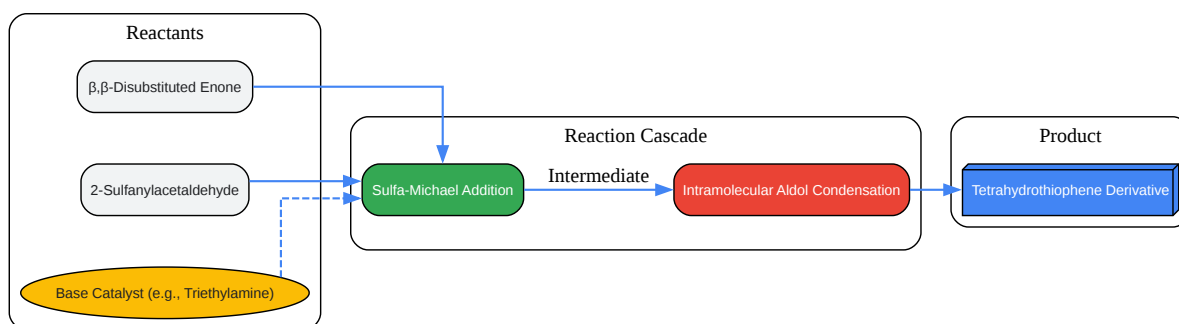 Reactants
β,β-Disubstituted Enone
2-Sulfanylacetaldehyde
Base Catalyst (e.g., Triethylamine)
Reaction Cascade
Sulfa-Michael Addition
Intermediate
Intramolecular Aldol Condensation
Product
Tetrahydrothiophene Derivative